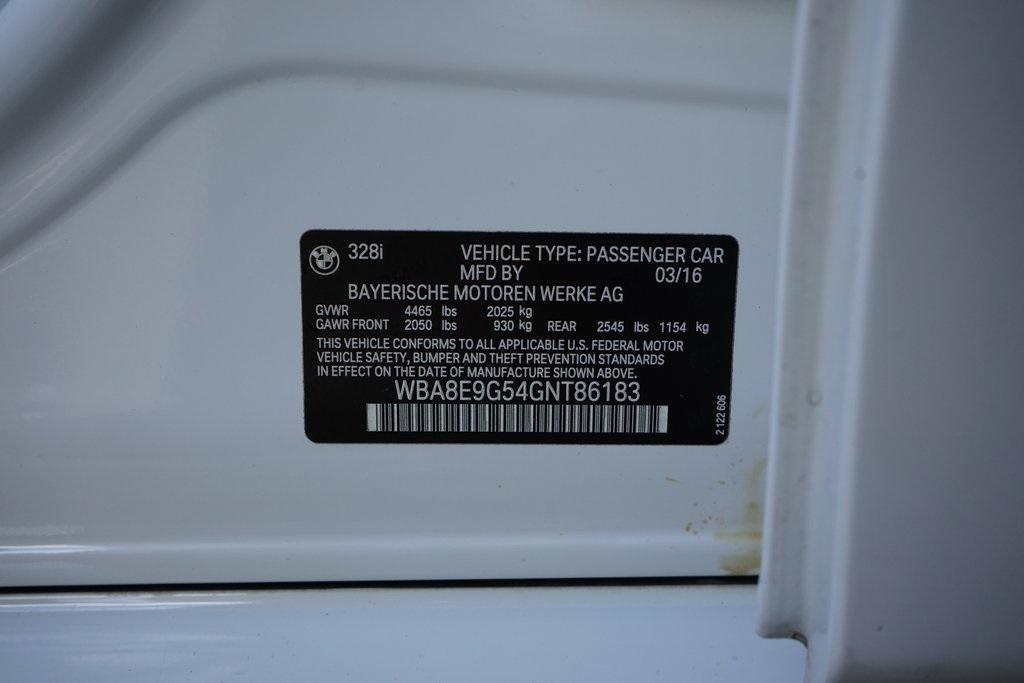 328i VEHICLE TYPE: PASSENGER CAR
MFD BY 03/16
BAYERISCHE MOTOREN WERKE AG
GVWR 4465 lbs 2025 kg
GAWR FRONT 2050 lbs 930 kg REAR 2545 lbs 1154 kg
THIS VEHICLE CONFORMS TO ALL APPLICABLE U.S. FEDERAL MOTOR
VEHICLE SAFETY, BUMPER AND THEFT PREVENTION STANDARDS
IN EFFECT ON THE DATE OF MANUFACTURE SHOWN ABOVE.
WBA8E9G54GNT86183
2 122 606